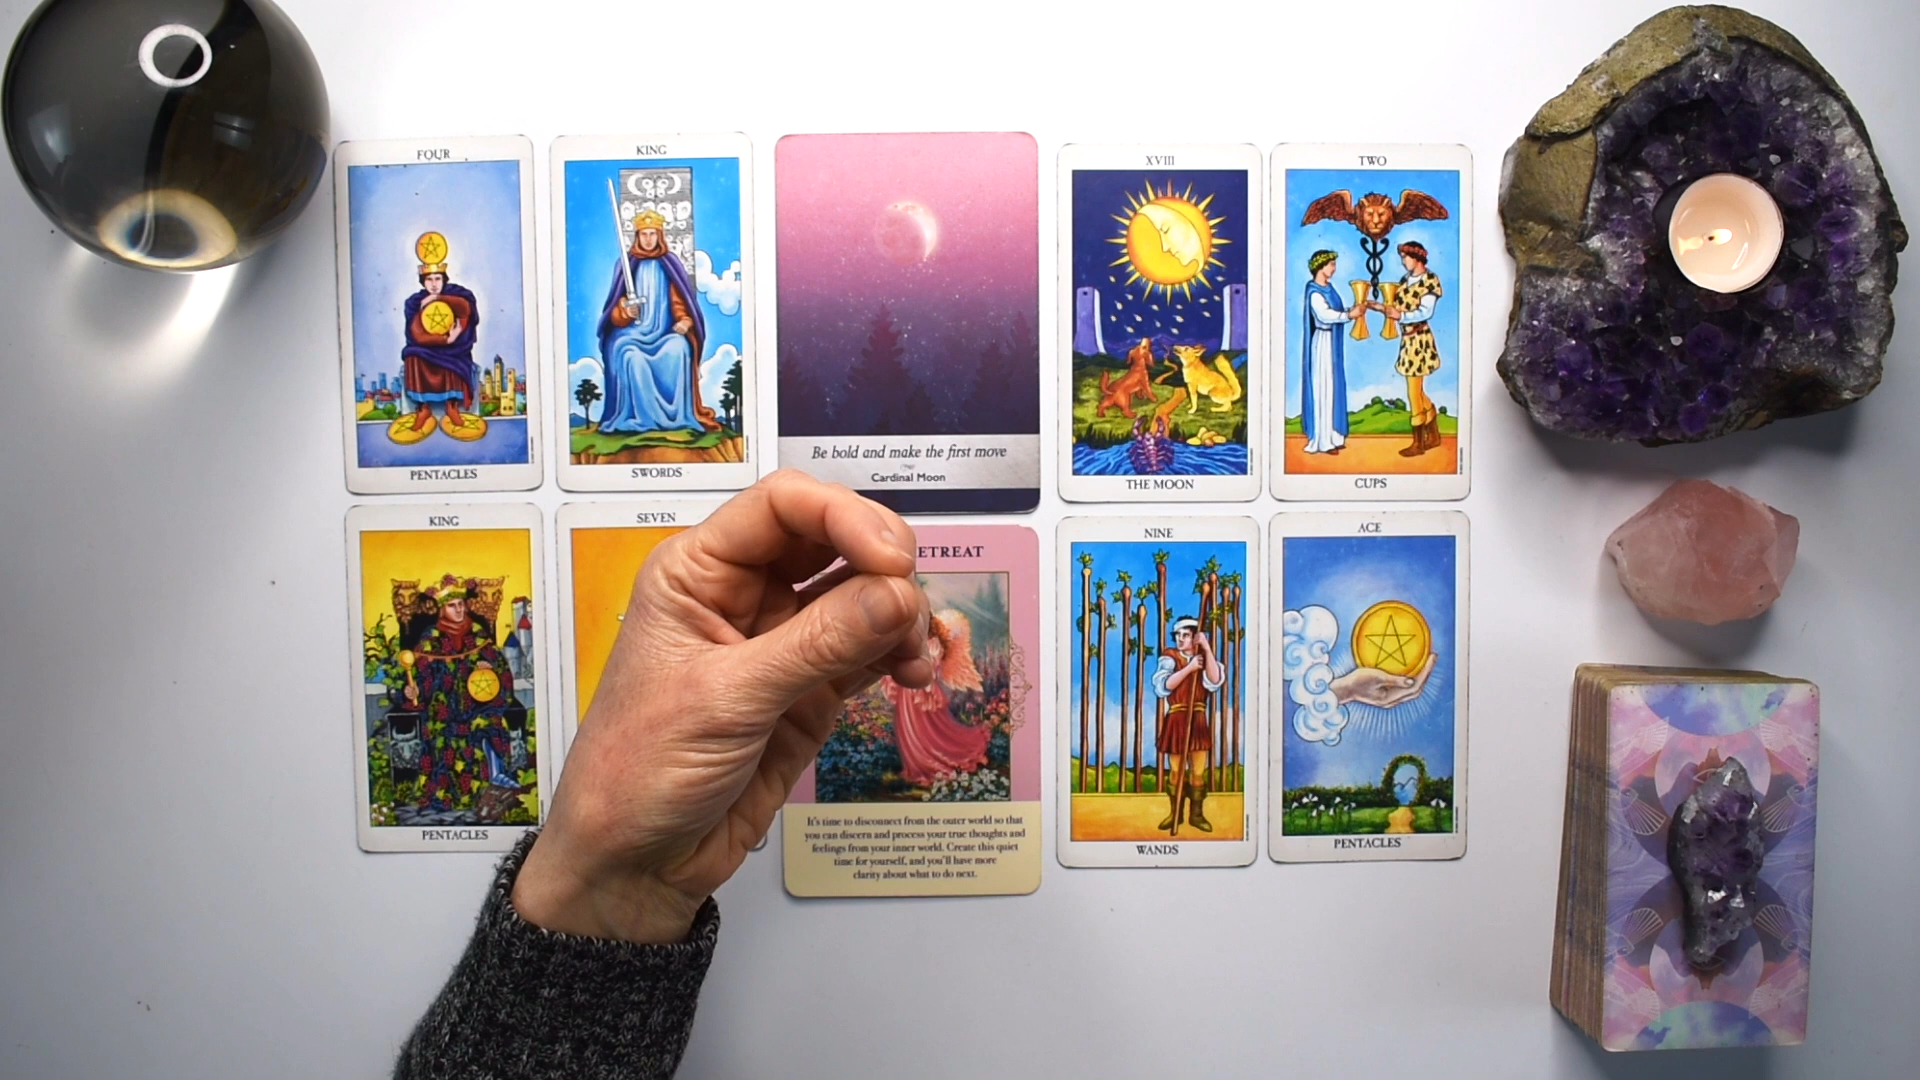 FOUR
PENTACLES
KING
SWORDS
Be bold and make the first move
Cardinal Moon
XVIII
THE MOON
TWO
CUPS
KING
PENTACLES
SEVEN
ETREAT
It's time to disconnect from the outer world so that
you can discern and process your true thoughts and
feelings from your inner world. Create this quiet
time for yourself, and you'll have more
clarity about what to do next.
NINE
WANDS
ACE
PENTACLES